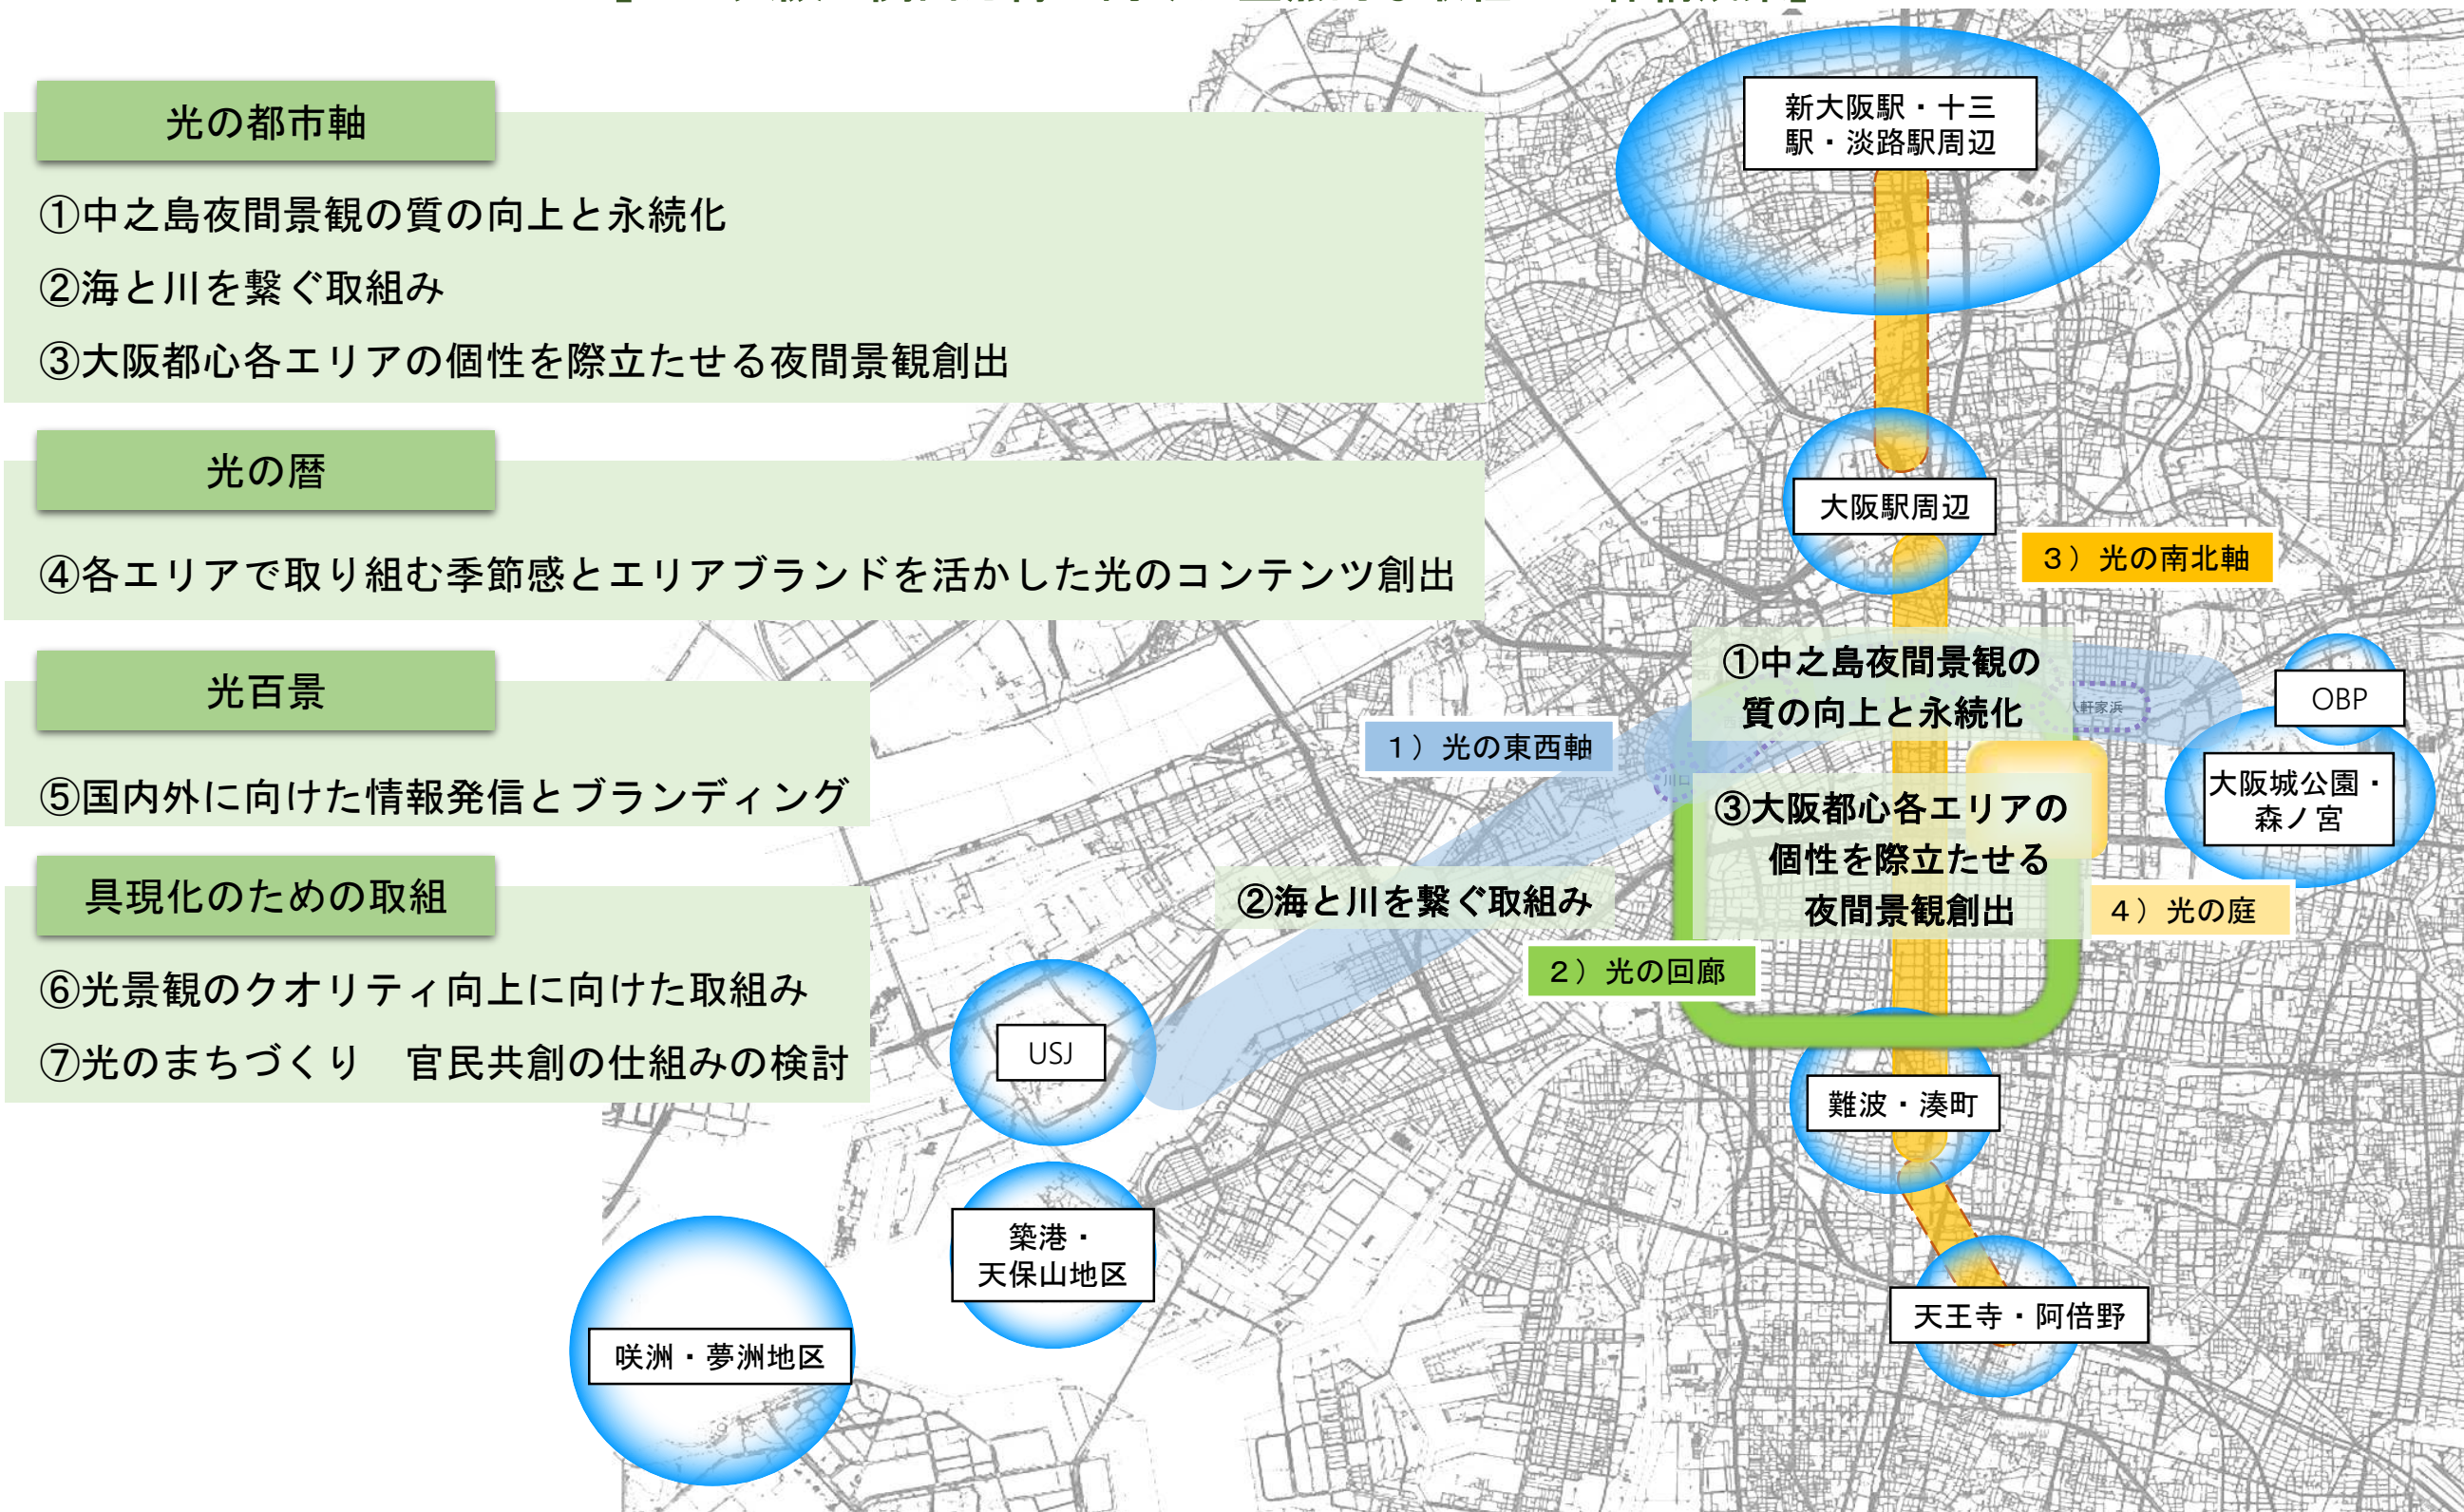 光の都市軸
①中之島夜間景観の質の向上と永続化
②海と川を繋ぐ取組み
③大阪都心各エリアの個性を際立たせる夜間景観創出
光の暦
④各エリアで取り組む季節感とエリアブランドを活かした光のコンテンツ創出
光百景
⑤国内外に向けた情報発信とブランディング
具現化のための取組
⑥光景観のクオリティ向上に向けた取組み
⑦光のまちづくり　官民共創の仕組みの検討
新大阪駅・十三
駅・淡路駅周辺
大阪駅周辺
3）光の南北軸
①中之島夜間景観の
質の向上と永続化
軒家浜
OBP
1）光の東西軸
川口
大阪城公園・
森ノ宮
③大阪都心各エリアの
個性を際立たせる
夜間景観創出
②海と川を繋ぐ取組み
4）光の庭
2）光の回廊
USJ
難波・湊町
築港・
天保山地区
天王寺・阿倍野
咲洲・夢洲地区